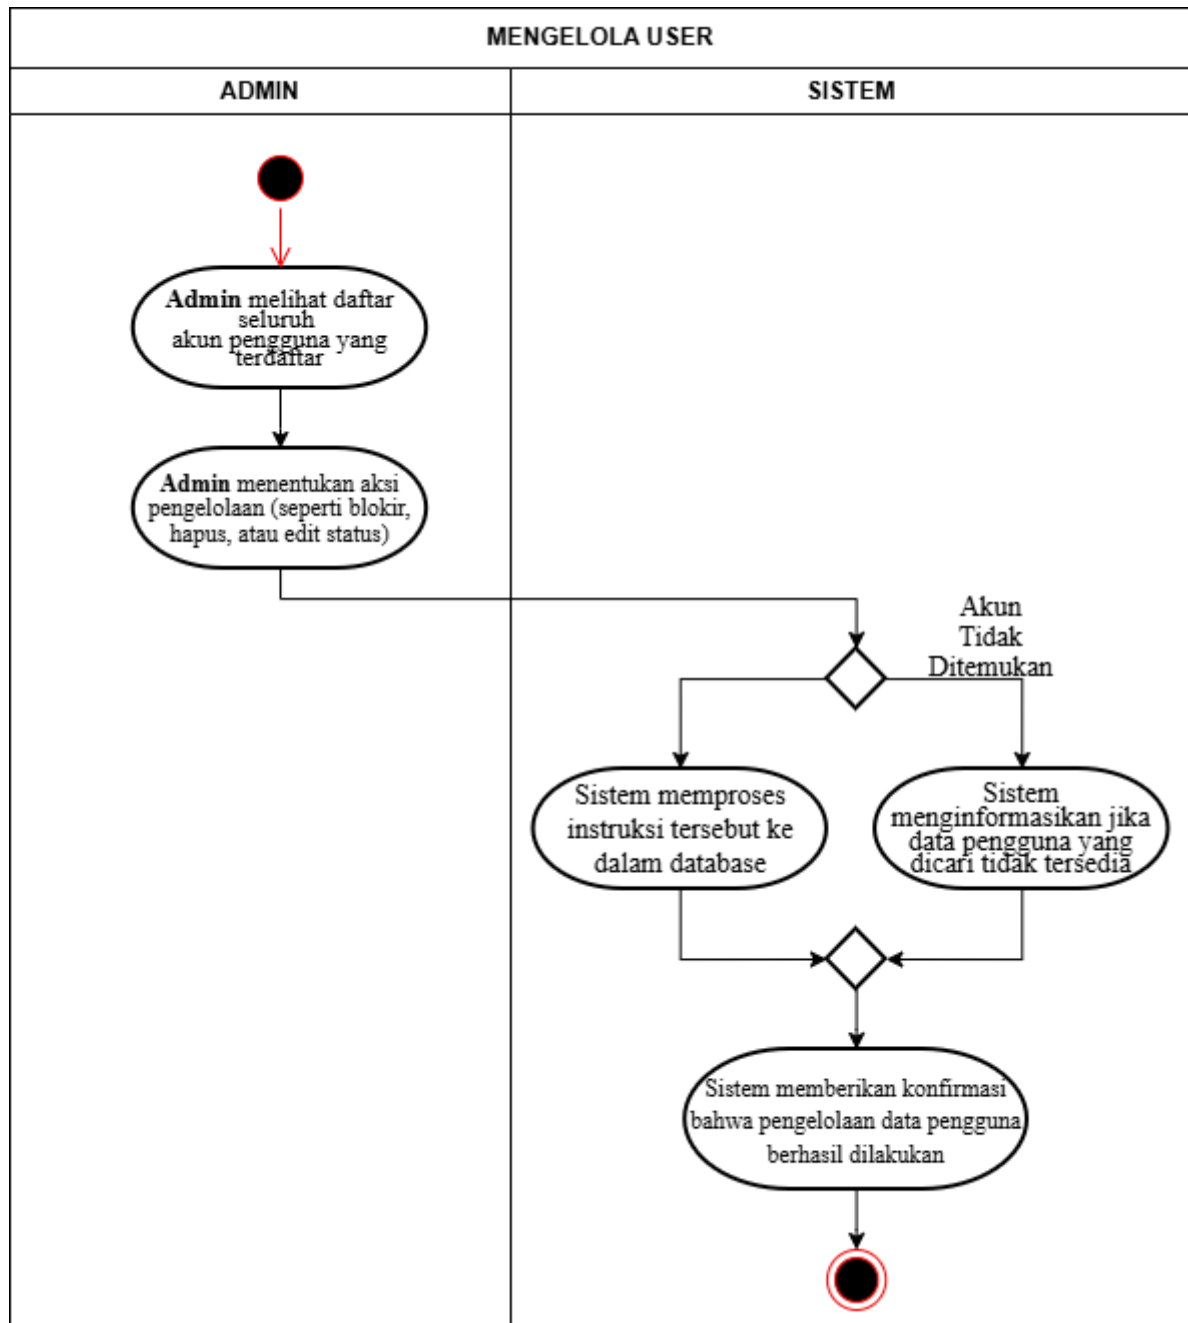 MENGELOLA USER
ADMIN
SISTEM
Admin melihat daftar
seluruh
akun pengguna yang
terdaftar
Admin menentukan aksi
pengelolaan (seperti blokir,
hapus, atau edit status)
Akun
Tidak
Ditemukan
Sistem memproses
instruksi tersebut ke
dalam database
Sistem
menginformasikan jika
data pengguna yang
dicari tidak tersedia
Sistem memberikan konfirmasi
bahwa pengelolaan data pengguna
berhasil dilakukan